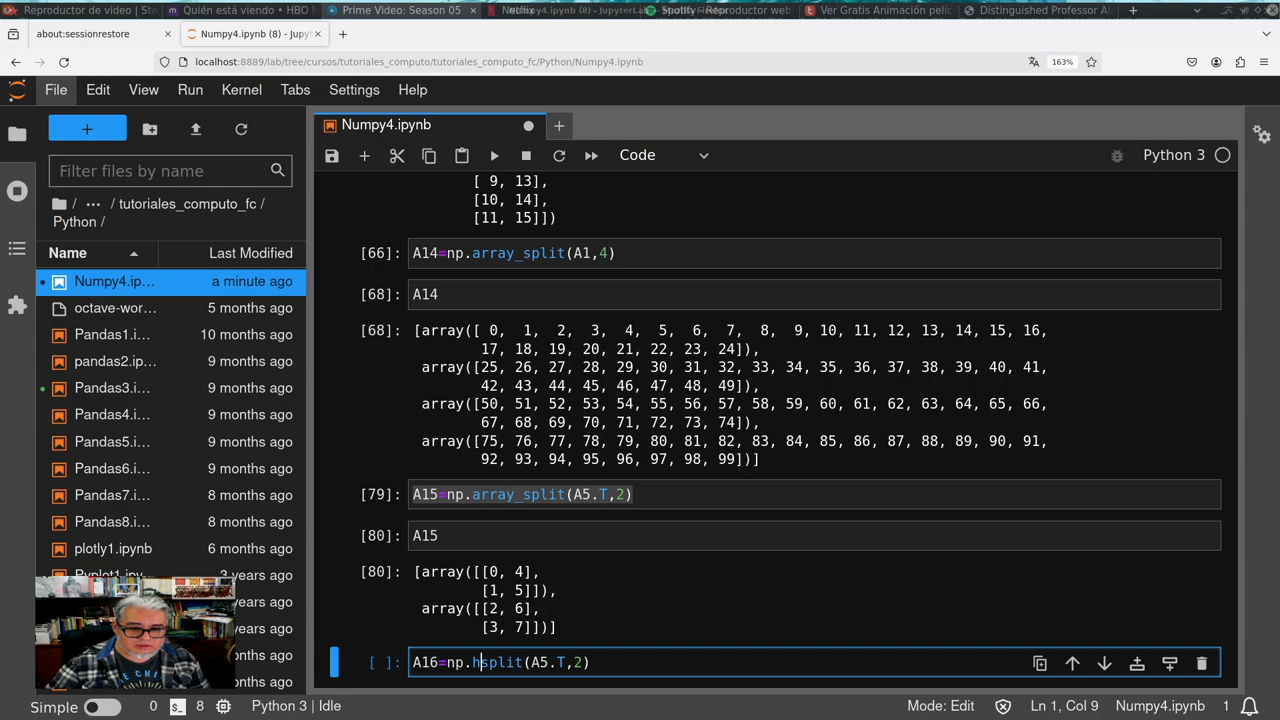 Reproductor de video | Sta
Quién está viendo • HBO M
Prime Video: Season 05
Netflix
Spotify - Reproductor web:
Ver Gratis Animación pelíc
Distinguished Professor Al
about:sessionrestore
Numpy4.ipynb (8) - Jupyt
localhost:8889/lab/tree/cursos/tutoriales_computo/tutoriales_computo_fc/Python/Numpy4.ipynb
163%
File Edit View Run Kernel Tabs Settings Help
Numpy4.ipynb
Code
Python 3
Filter files by name
/ ... / tutoriales_computo_fc /
Python /
Name Last Modified
Numpy4.ip… a minute ago
octave-wor… 5 months ago
Pandas1.i… 10 months ago
pandas2.ip… 9 months ago
Pandas3.i… 9 months ago
Pandas4.i… 9 months ago
Pandas5.i… 9 months ago
Pandas6.i… 9 months ago
Pandas7.i… 8 months ago
Pandas8.i… 8 months ago
plotly1.ipynb 6 months ago
Pyplot1.ipy… 3 years ago
years ago
years ago
months ago
months ago
[ 9, 13],
[10, 14],
[11, 15]])
[66]: A14=np.array_split(A1,4)
[68]: A14
[68]: [array([ 0, 1, 2, 3, 4, 5, 6, 7, 8, 9, 10, 11, 12, 13, 14, 15, 16,
17, 18, 19, 20, 21, 22, 23, 24]),
array([25, 26, 27, 28, 29, 30, 31, 32, 33, 34, 35, 36, 37, 38, 39, 40, 41,
42, 43, 44, 45, 46, 47, 48, 49]),
array([50, 51, 52, 53, 54, 55, 56, 57, 58, 59, 60, 61, 62, 63, 64, 65, 66,
67, 68, 69, 70, 71, 72, 73, 74]),
array([75, 76, 77, 78, 79, 80, 81, 82, 83, 84, 85, 86, 87, 88, 89, 90, 91,
92, 93, 94, 95, 96, 97, 98, 99])]
[79]: A15=np.array_split(A5.T,2)
[80]: A15
[80]: [array([[0, 4],
[1, 5]]),
array([[2, 6],
[3, 7]])]
[ ]: A16=np.hsplit(A5.T,2)
Simple 0 8 Python 3 | Idle Mode: Edit Ln 1, Col 9 Numpy4.ipynb 1